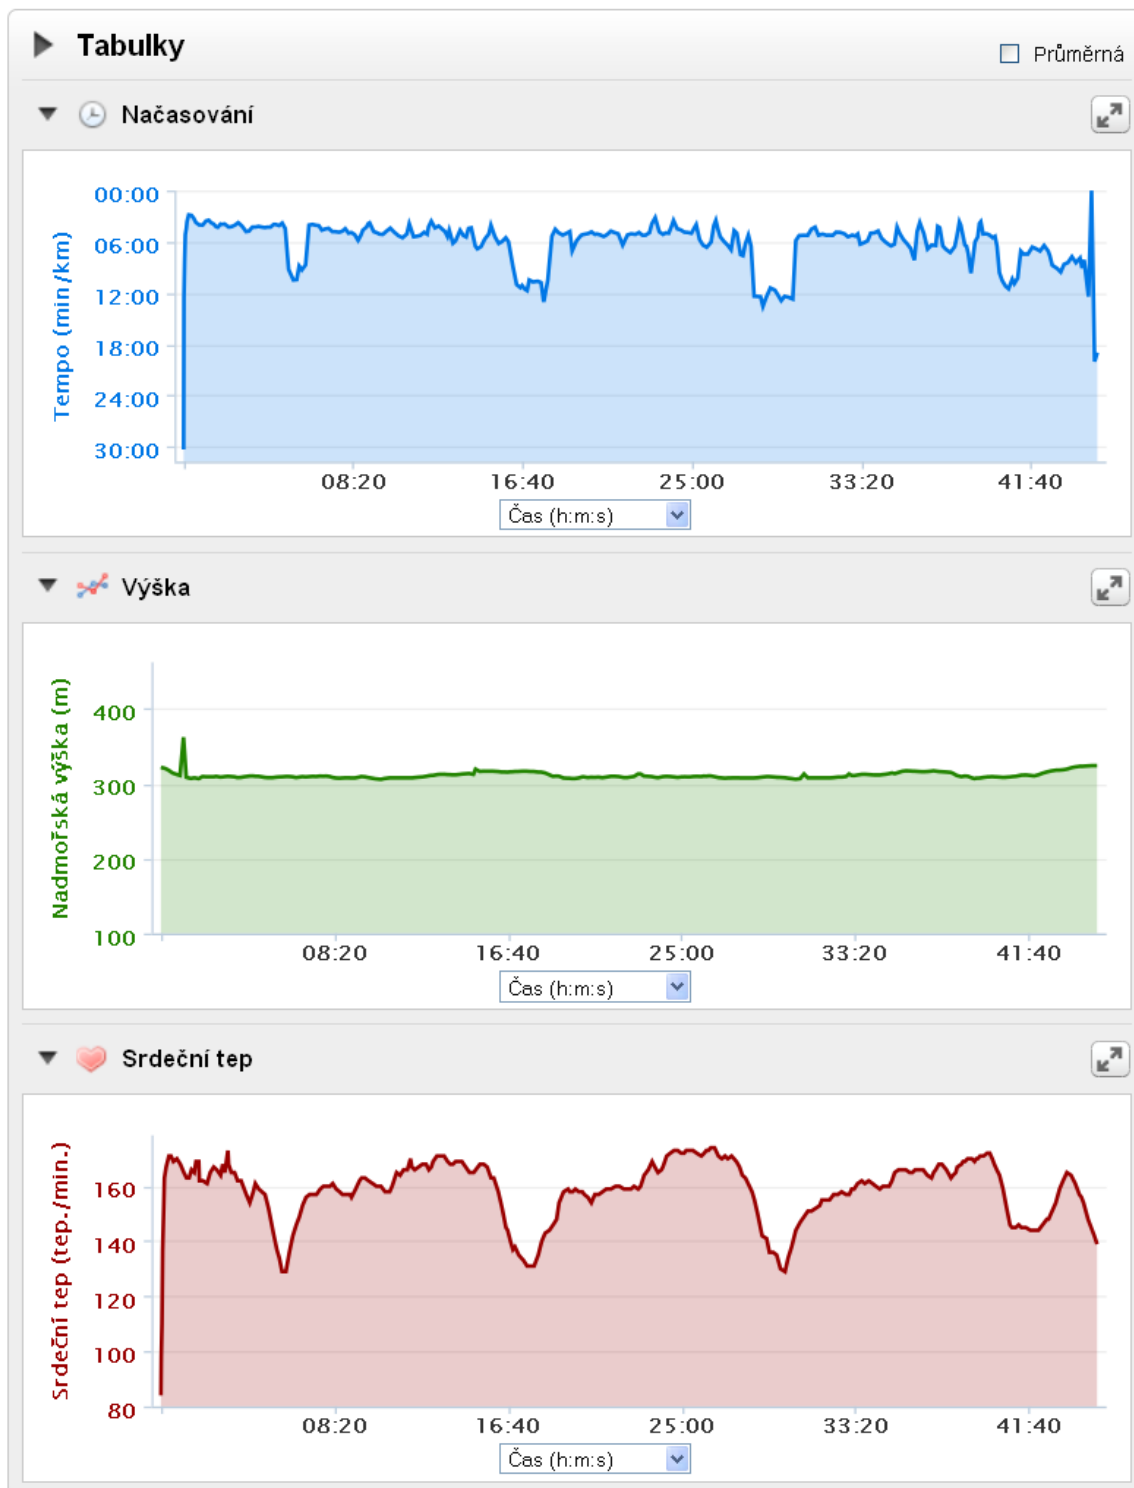 Tabulky
Průměrná
Načasování
Tempo (min/km)
00:00
06:00
12:00
18:00
24:00
30:00
08:20 16:40 25:00 33:20 41:40
Čas (h:m:s)
Výška
Nadmořská výška (m)
400
300
200
100
08:20 16:40 25:00 33:20 41:40
Čas (h:m:s)
Srdeční tep
Srdeční tep (tep./min.)
160
140
120
100
80
08:20 16:40 25:00 33:20 41:40
Čas (h:m:s)